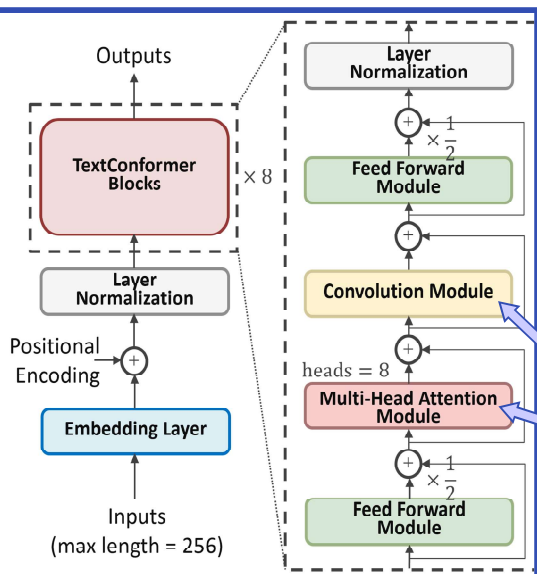 Outputs
TextConformer
Blocks
× 8
Layer
Normalization
Positional
Encoding
+
Embedding Layer
Inputs
(max length = 256)
Layer
Normalization
+
× 1/2
Feed Forward
Module
+
Convolution Module
+
heads = 8
Multi-Head Attention
Module
+
× 1/2
Feed Forward
Module